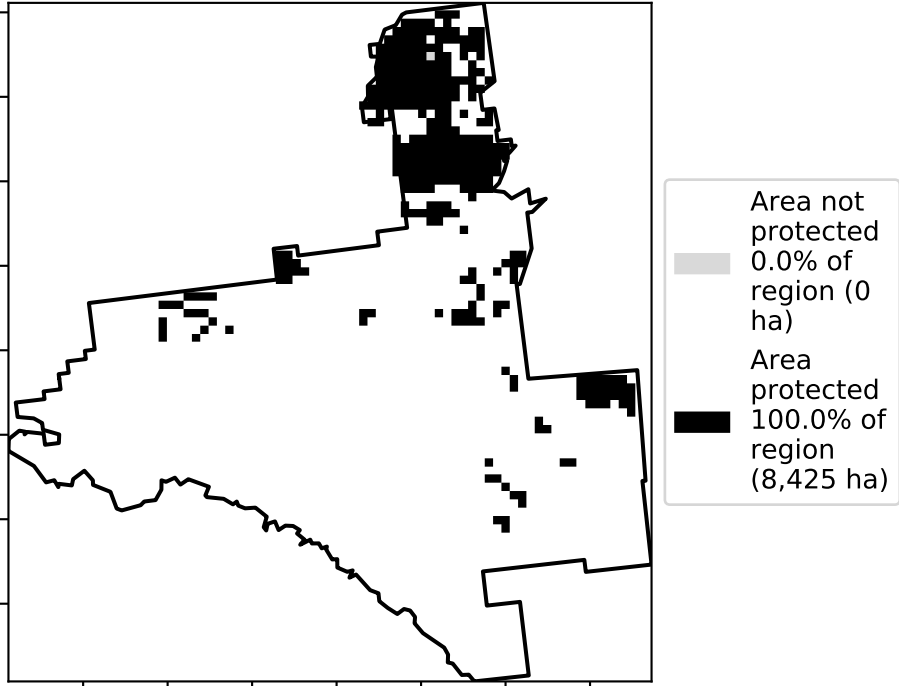 Area not
protected
0.0% of
region (0
ha)
Area
protected
100.0% of
region
(8,425 ha)